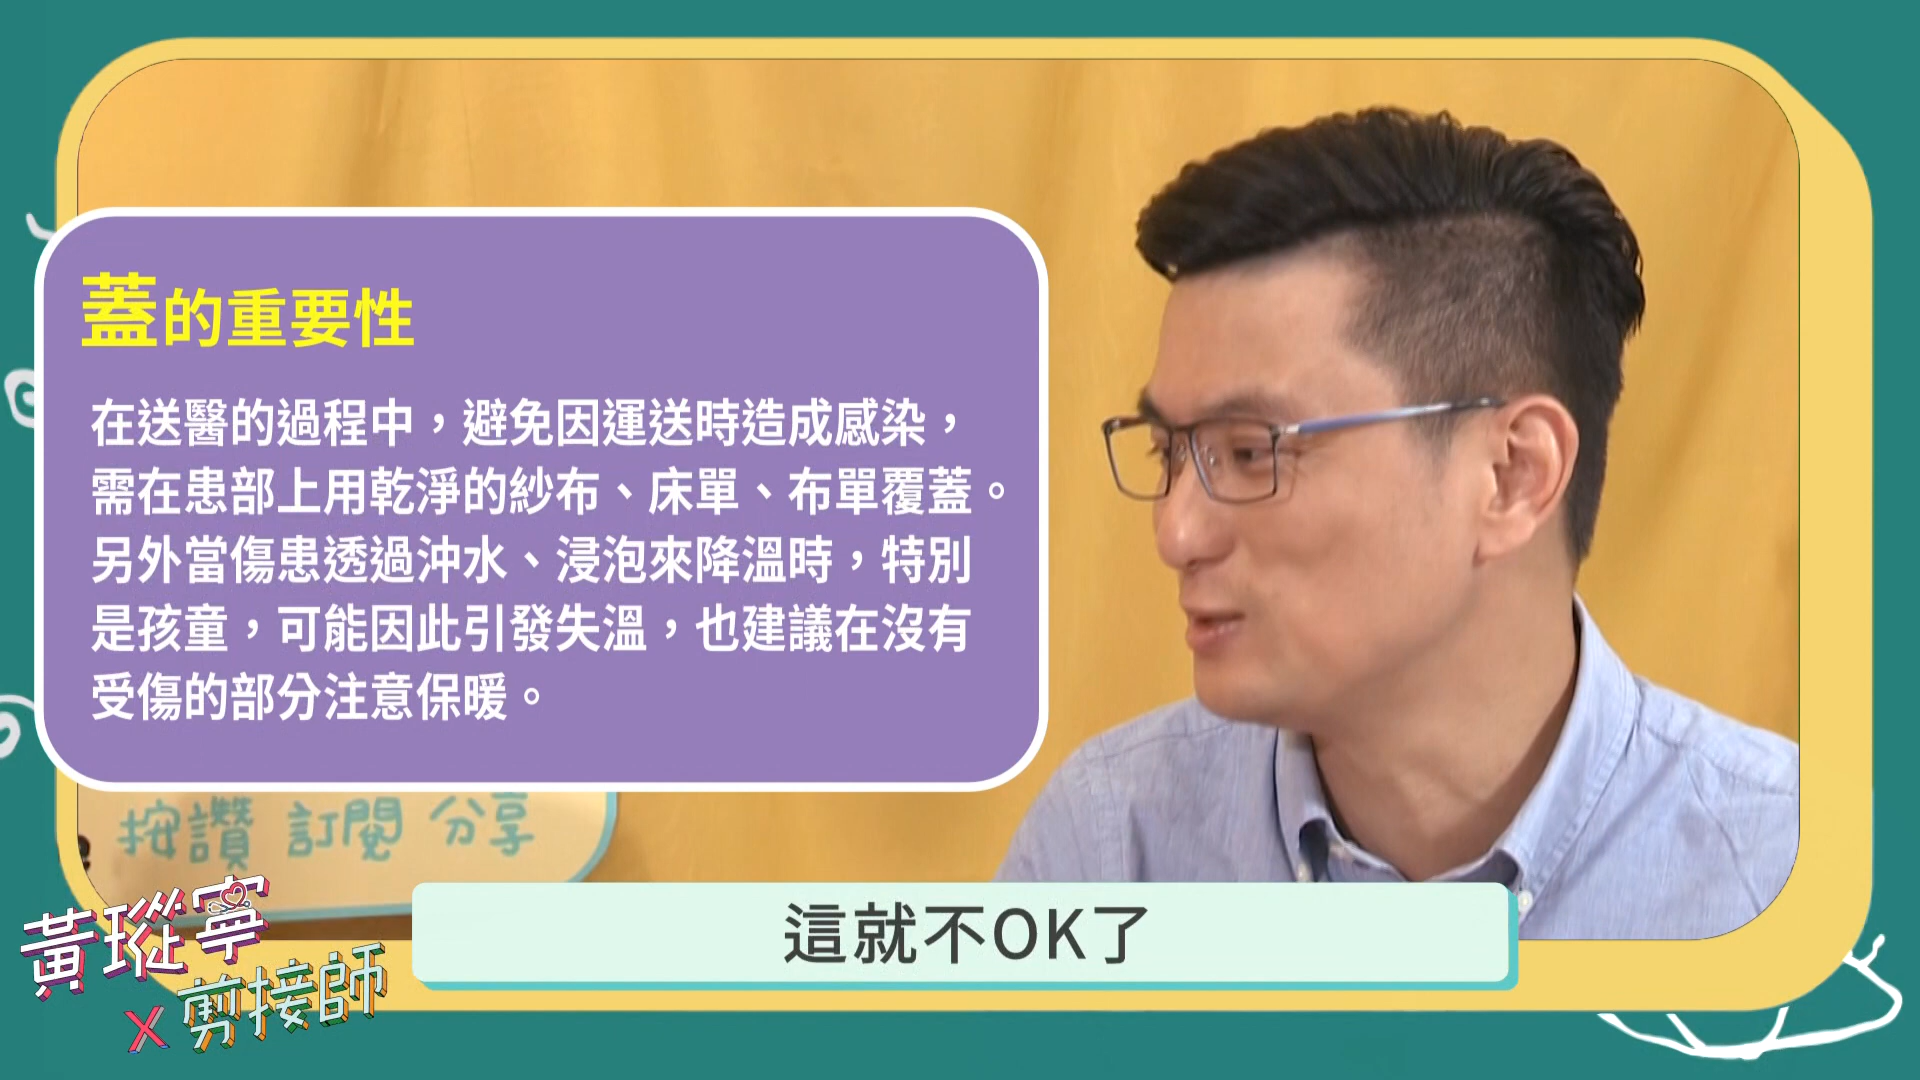 蓋的重要性
在送醫的過程中，避免因運送時造成感染，
需在患部上用乾淨的紗布、床單、布單覆蓋。
另外當傷患透過沖水、浸泡來降溫時，特別
是孩童，可能因此引發失溫，也建議在沒有
受傷的部分注意保暖。
按讚 訂閱 分享
黃瑽寧
X剪接師
這就不OK了